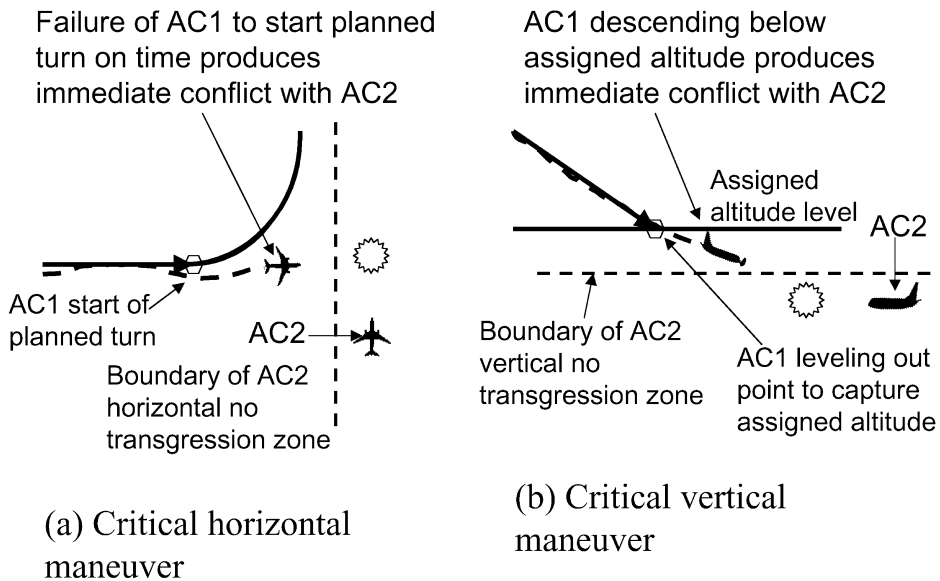 Failure of AC1 to start planned
turn on time produces
immediate conflict with AC2
AC1 start of
planned turn
AC2
Boundary of AC2
horizontal no
transgression zone
(a) Critical horizontal
maneuver
AC1 descending below
assigned altitude produces
immediate conflict with AC2
Assigned
altitude level
AC2
Boundary of AC2
vertical no
transgression zone
AC1 leveling out
point to capture
assigned altitude
(b) Critical vertical
maneuver